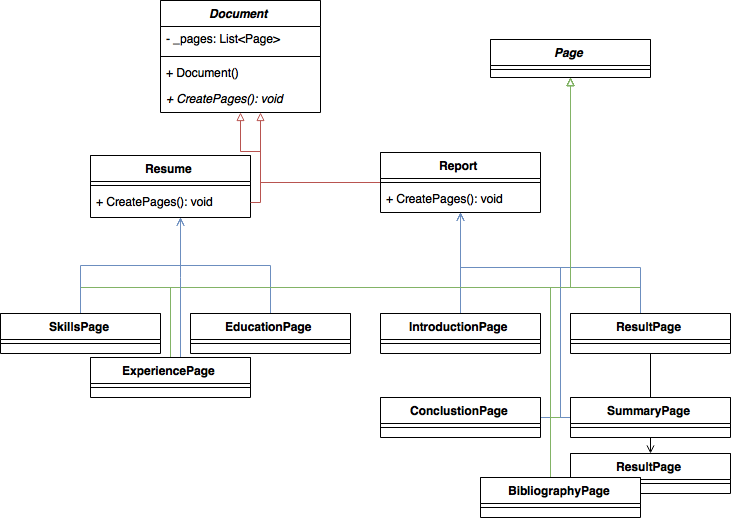 Document
- _pages: List<Page>
+ Document()
+ CreatePages(): void
Page
Resume
+ CreatePages(): void
Report
+ CreatePages(): void
SkillsPage
EducationPage
IntroductionPage
ResultPage
ExperiencePage
ConclustionPage
SummaryPage
ResultPage
BibliographyPage